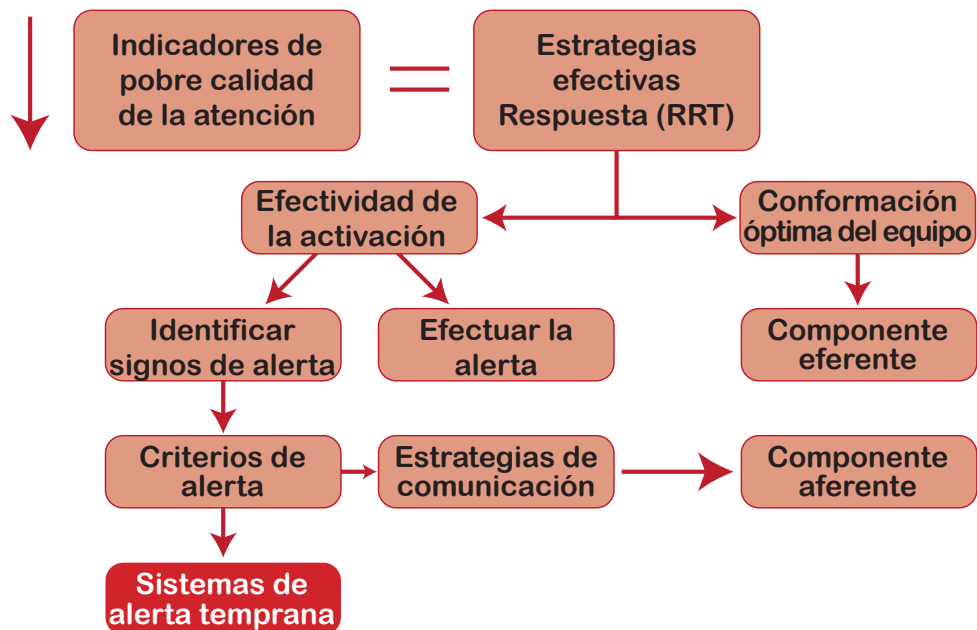 Indicadores de
pobre calidad
de la atención
Estrategias
efectivas
Respuesta (RRT)
Efectividad de
la activación
Conformación
óptima del equipo
Identificar
signos de alerta
Efectuar la
alerta
Componente
eferente
Criterios de
alerta
Estrategias de
comunicación
Componente
aferente
Sistemas de
alerta temprana